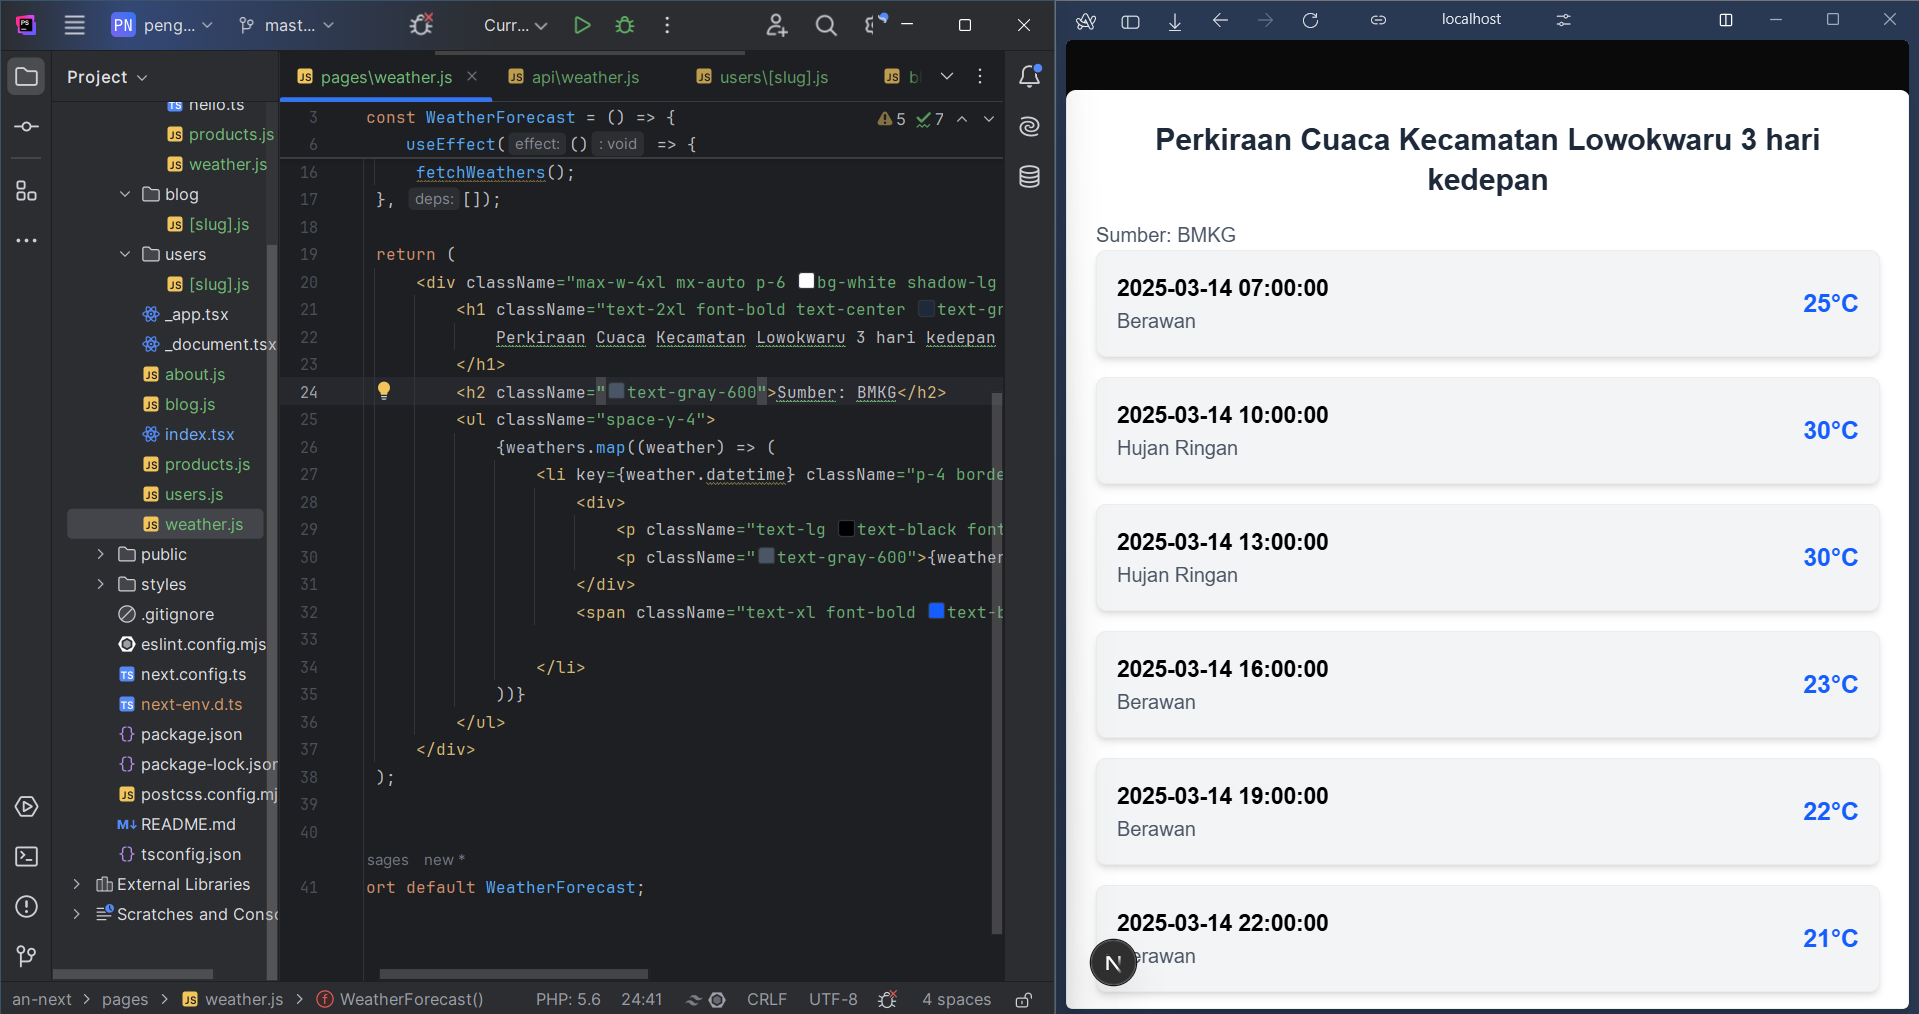 PN peng... mast... Curr...
Project
hello.ts
products.js
weather.js
blog
[slug].js
users
[slug].js
_app.tsx
_document.tsx
about.js
blog.js
index.tsx
products.js
users.js
weather.js
public
styles
.gitignore
eslint.config.mjs
next.config.ts
next-env.d.ts
package.json
package-lock.json
postcss.config.mj
README.md
tsconfig.json
External Libraries
Scratches and Conso
pages\weather.js api\weather.js users\[slug].js bl
3 const WeatherForecast = () => { 5 7
6 useEffect( effect: () : void => {
16 fetchWeathers();
17 }, deps: []);
18
19 return (
20 <div className="max-w-4xl mx-auto p-6 bg-white shadow-lg
21 <h1 className="text-2xl font-bold text-center text-gr
22 Perkiraan Cuaca Kecamatan Lowokwaru 3 hari kedepan
23 </h1>
24 <h2 className="text-gray-600">Sumber: BMKG</h2>
25 <ul className="space-y-4">
26 {weathers.map((weather) => (
27 <li key={weather.datetime} className="p-4 borde
28 <div>
29 <p className="text-lg text-black font
30 <p className="text-gray-600">{weather
31 </div>
32 <span className="text-xl font-bold text-b
33
34 </li>
35 ))}
36 </ul>
37 </div>
38 );
39
40
sages new *
41 ort default WeatherForecast;
an-next > pages > JS weather.js > WeatherForecast() PHP: 5.6 24:41 CRLF UTF-8 4 spaces
localhost
Perkiraan Cuaca Kecamatan Lowokwaru 3 hari
kedepan
Sumber: BMKG
2025-03-14 07:00:00
Berawan
25°C
2025-03-14 10:00:00
Hujan Ringan
30°C
2025-03-14 13:00:00
Hujan Ringan
30°C
2025-03-14 16:00:00
Berawan
23°C
2025-03-14 19:00:00
Berawan
22°C
2025-03-14 22:00:00
erawan
21°C
N